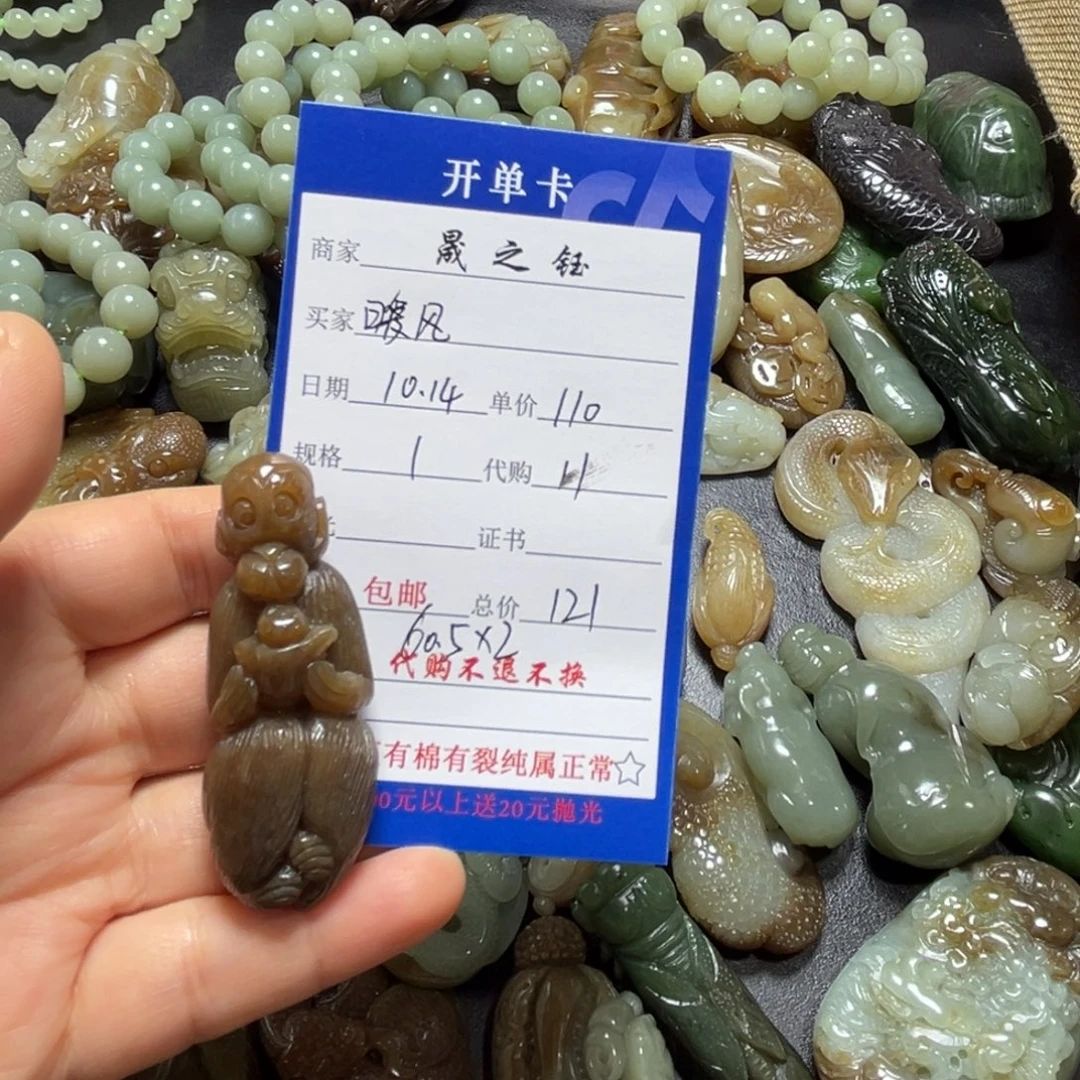 开单卡
商家 晟之钰
买家 暖风
日期 10.14 单价 110
规格 1 代购 11
证书
包邮 总价 121
60.5×2
代购不退不换
有棉有裂纯属正常☆
00元以上送20元抛光